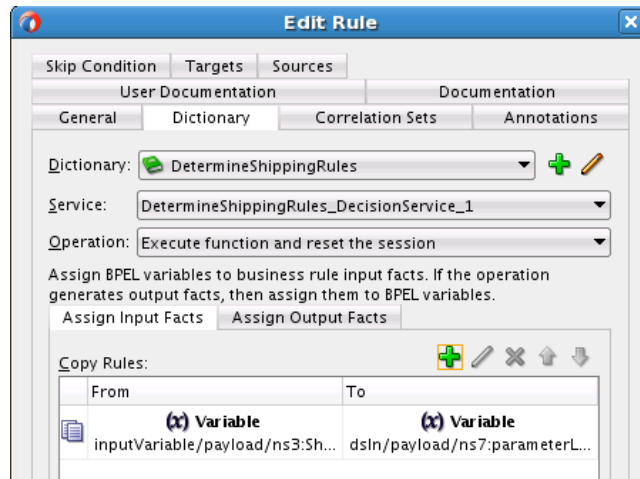 Edit Rule
Skip Condition Targets Sources
User Documentation Documentation
General Dictionary Correlation Sets Annotations
Dictionary: DetermineShippingRules
Service: DetermineShippingRules_DecisionService_1
Operation: Execute function and reset the session
Assign BPEL variables to business rule input facts. If the operation
generates output facts, then assign them to BPEL variables.
Assign Input Facts Assign Output Facts
Copy Rules:
From To
(x) Variable (x) Variable
inputVariable/payload/ns3:Sh... dsIn/payload/ns7:parameterL...